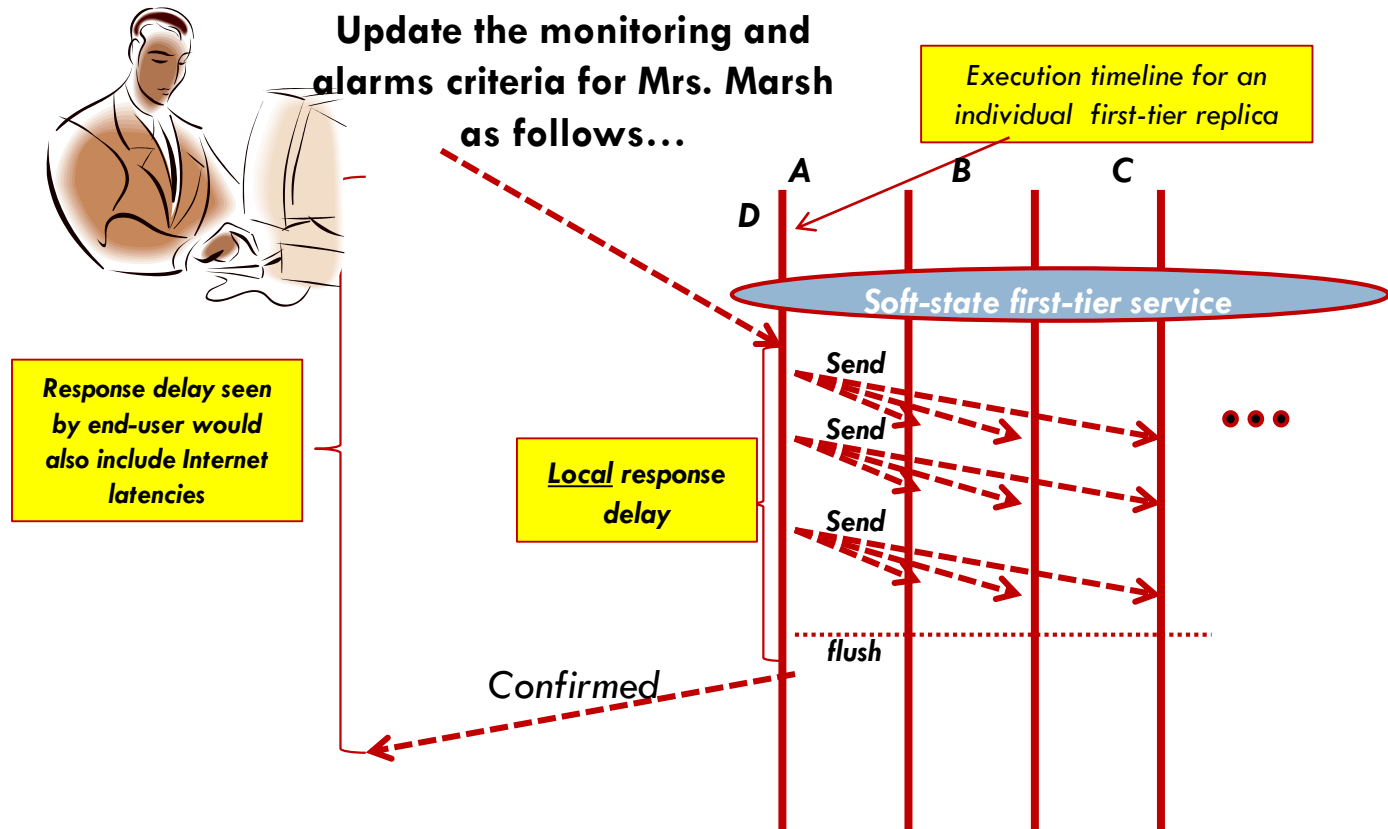 Update the monitoring and
alarms criteria for Mrs. Marsh
as follows...
Execution timeline for an
individual first-tier replica
A
B
C
D
Soft-state first-tier service
Send
Send
Send
Response delay seen
by end-user would
also include Internet
latencies
Local response
delay
flush
Confirmed